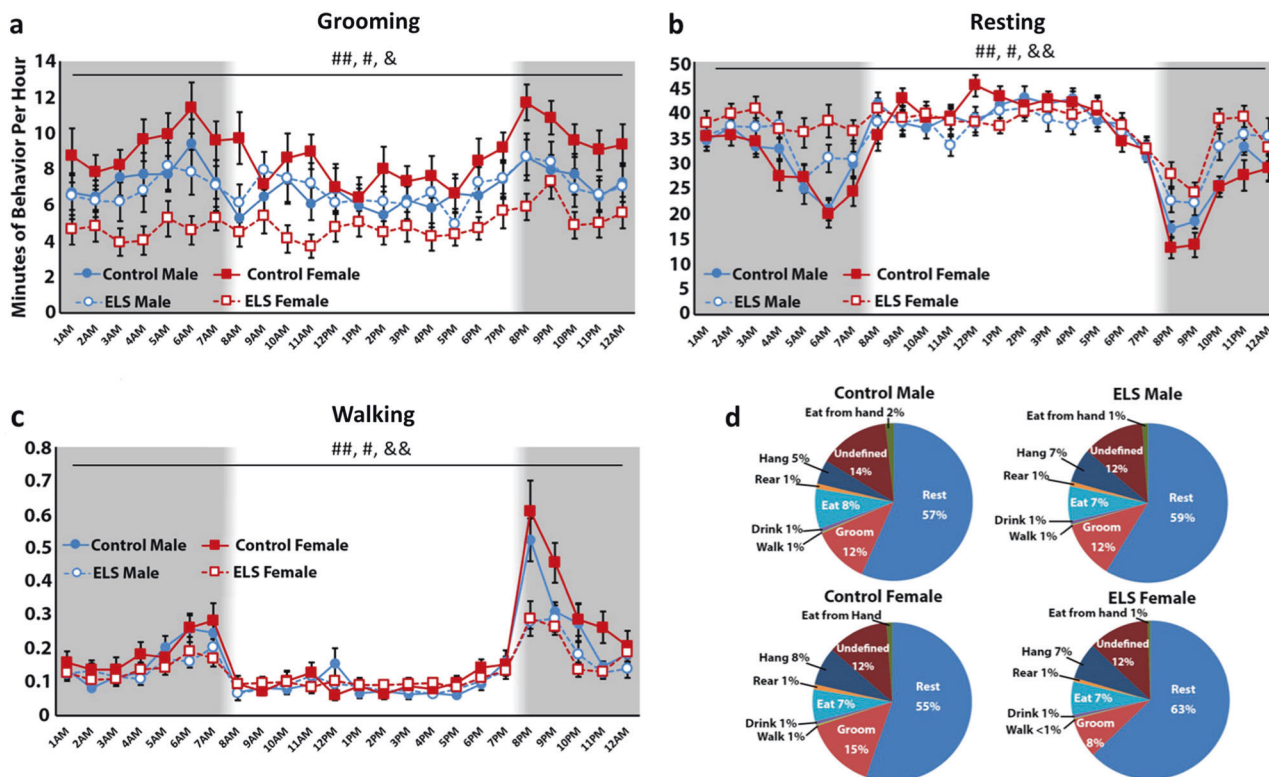 a
Grooming
Minutes of Behavior Per Hour
14
12
10
8
6
4
2
0
##, #, &
Control Male
Control Female
ELS Male
ELS Female
1AM 2AM 3AM 4AM 5AM 6AM 7AM 8AM 9AM 10AM 11AM 12PM 1PM 2PM 3PM 4PM 5PM 6PM 7PM 8PM 9PM 10PM 11PM 12AM
b
Resting
50
45
40
35
30
25
20
15
10
5
0
##, #, &&
Control Male
Control Female
ELS Male
ELS Female
1AM 2AM 3AM 4AM 5AM 6AM 7AM 8AM 9AM 10AM 11AM 12PM 1PM 2PM 3PM 4PM 5PM 6PM 7PM 8PM 9PM 10PM 11PM 12AM
c
Walking
0.8
0.7
0.6
0.5
0.4
0.3
0.2
0.1
0
##, #, &&
Control Male
Control Female
ELS Male
ELS Female
1AM 2AM 3AM 4AM 5AM 6AM 7AM 8AM 9AM 10AM 11AM 12PM 1PM 2PM 3PM 4PM 5PM 6PM 7PM 8PM 9PM 10PM 11PM 12AM
d
Control Male
Eat from hand 2%
Undefined
14%
Hang 5%
Rear 1%
Eat 8%
Drink 1%
Walk 1%
Groom
12%
Rest
57%
ELS Male
Eat from hand 1%
Undefined
12%
Hang 7%
Rear 1%
Eat 7%
Drink 1%
Walk 1%
Groom
12%
Rest
59%
Control Female
Eat from Hand
Undefined
12%
Hang 8%
Rear 1%
Eat 7%
Drink 1%
Walk 1%
Groom
15%
Rest
55%
ELS Female
Eat from hand 1%
Undefined
12%
Hang 7%
Rear 1%
Eat 7%
Drink 1%
Walk <1%
Groom
8%
Rest
63%